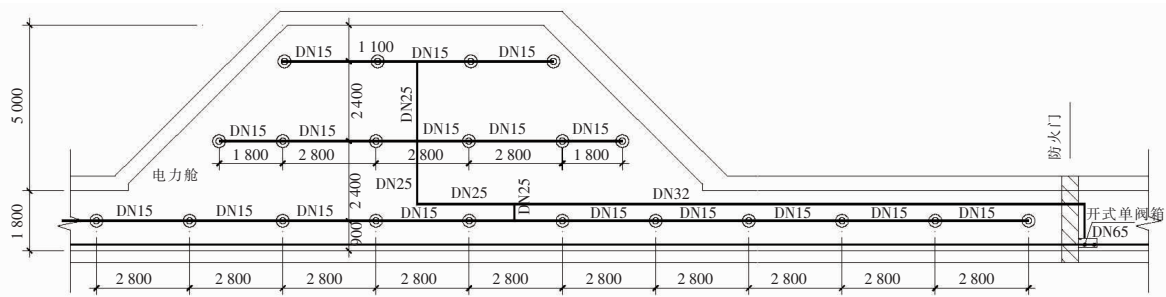 DN15 1 100 DN15 DN15
5 000
2 400
DN25
DN15 DN15 DN15 DN15 DN15
1 800 2 800 2 800 2 800 1 800
防火门
电力舱
DN25
2 400
DN25
DN25
DN32
1 800
DN15 DN15 DN15 DN15 DN15 DN15 DN15 DN15 DN15 DN15
900
开式单阀箱
DN65
2 800 2 800 2 800 2 800 2 800 2 800 2 800 2 800 2 800 2 800